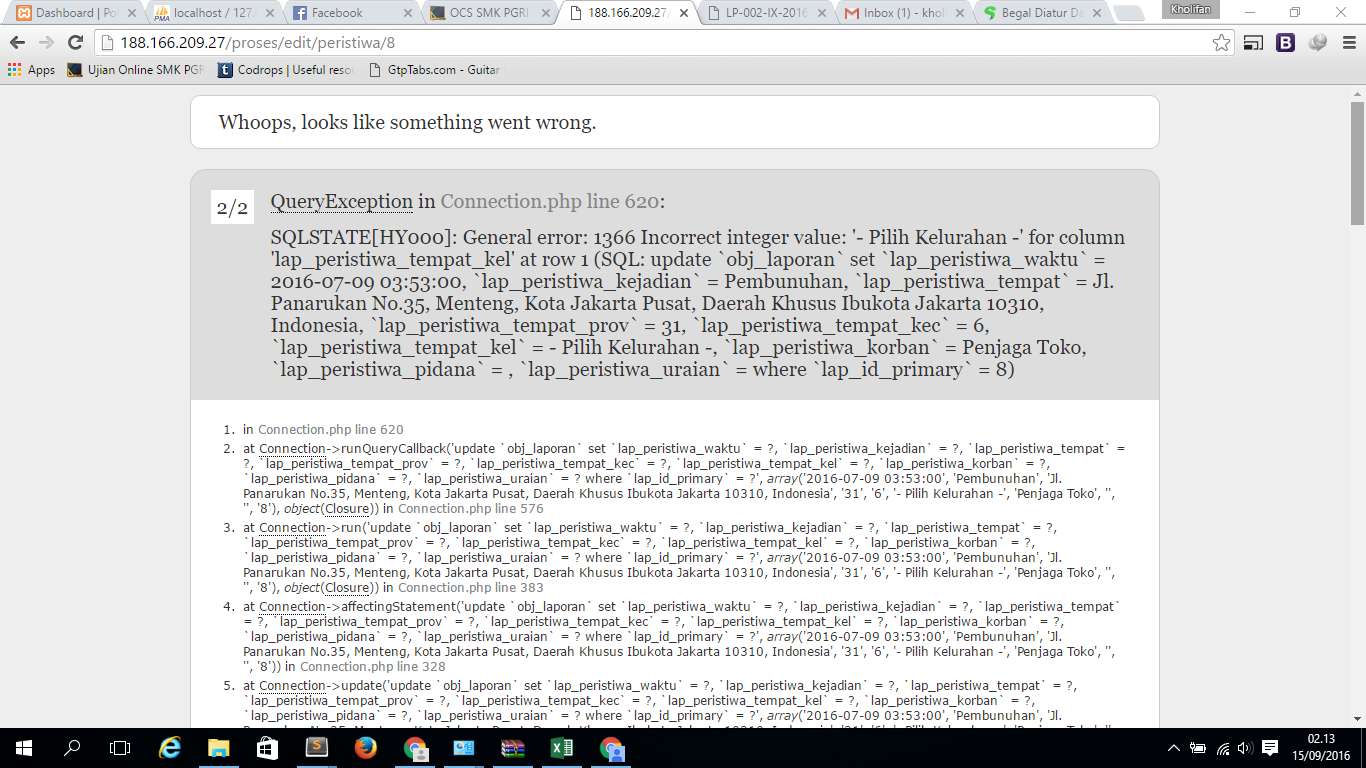 Dashboard | Pol
localhost / 127.
Facebook
OCS SMK PGRI
188.166.209.27/
LP-002-IX-2016
Inbox (1) - khol
Begal Diatur Da
Kholifan
188.166.209.27/proses/edit/peristiwa/8
Apps
Ujian Online SMK PGR
Codrops | Useful reso
GtpTabs.com - Guitar
Whoops, looks like something went wrong.
2/2
QueryException in Connection.php line 620:
SQLSTATE[HY000]: General error: 1366 Incorrect integer value: '- Pilih Kelurahan -' for column
'lap_peristiwa_tempat_kel' at row 1 (SQL: update `obj_laporan` set `lap_peristiwa_waktu` =
2016-07-09 03:53:00, `lap_peristiwa_kejadian` = Pembunuhan, `lap_peristiwa_tempat` = Jl.
Panarukan No.35, Menteng, Kota Jakarta Pusat, Daerah Khusus Ibukota Jakarta 10310,
Indonesia, `lap_peristiwa_tempat_prov` = 31, `lap_peristiwa_tempat_kec` = 6,
`lap_peristiwa_tempat_kel` = - Pilih Kelurahan -, `lap_peristiwa_korban` = Penjaga Toko,
`lap_peristiwa_pidana` = , `lap_peristiwa_uraian` = where `lap_id_primary` = 8)
1. in Connection.php line 620
2. at Connection->runQueryCallback('update `obj_laporan` set `lap_peristiwa_waktu` = ?, `lap_peristiwa_kejadian` = ?, `lap_peristiwa_tempat` =
?, `lap_peristiwa_tempat_prov` = ?, `lap_peristiwa_tempat_kec` = ?, `lap_peristiwa_tempat_kel` = ?, `lap_peristiwa_korban` = ?,
`lap_peristiwa_pidana` = ?, `lap_peristiwa_uraian` = ? where `lap_id_primary` = ?', array('2016-07-09 03:53:00', 'Pembunuhan', 'Jl.
Panarukan No.35, Menteng, Kota Jakarta Pusat, Daerah Khusus Ibukota Jakarta 10310, Indonesia', '31', '6', '- Pilih Kelurahan -', 'Penjaga Toko', '',
'', '8'), object(Closure)) in Connection.php line 576
3. at Connection->run('update `obj_laporan` set `lap_peristiwa_waktu` = ?, `lap_peristiwa_kejadian` = ?, `lap_peristiwa_tempat` = ?,
`lap_peristiwa_tempat_prov` = ?, `lap_peristiwa_tempat_kec` = ?, `lap_peristiwa_tempat_kel` = ?, `lap_peristiwa_korban` = ?,
`lap_peristiwa_pidana` = ?, `lap_peristiwa_uraian` = ? where `lap_id_primary` = ?', array('2016-07-09 03:53:00', 'Pembunuhan', 'Jl.
Panarukan No.35, Menteng, Kota Jakarta Pusat, Daerah Khusus Ibukota Jakarta 10310, Indonesia', '31', '6', '- Pilih Kelurahan -', 'Penjaga Toko', '',
'', '8'), object(Closure)) in Connection.php line 383
4. at Connection->affectingStatement('update `obj_laporan` set `lap_peristiwa_waktu` = ?, `lap_peristiwa_kejadian` = ?, `lap_peristiwa_tempat`
= ?, `lap_peristiwa_tempat_prov` = ?, `lap_peristiwa_tempat_kec` = ?, `lap_peristiwa_tempat_kel` = ?, `lap_peristiwa_korban` = ?,
`lap_peristiwa_pidana` = ?, `lap_peristiwa_uraian` = ? where `lap_id_primary` = ?', array('2016-07-09 03:53:00', 'Pembunuhan', 'Jl.
Panarukan No.35, Menteng, Kota Jakarta Pusat, Daerah Khusus Ibukota Jakarta 10310, Indonesia', '31', '6', '- Pilih Kelurahan -', 'Penjaga Toko', '',
'', '8')) in Connection.php line 328
5. at Connection->update('update `obj_laporan` set `lap_peristiwa_waktu` = ?, `lap_peristiwa_kejadian` = ?, `lap_peristiwa_tempat` = ?,
`lap_peristiwa_tempat_prov` = ?, `lap_peristiwa_tempat_kec` = ?, `lap_peristiwa_tempat_kel` = ?, `lap_peristiwa_korban` = ?,
`lap_peristiwa_pidana` = ?, `lap_peristiwa_uraian` = ? where `lap_id_primary` = ?', array('2016-07-09 03:53:00', 'Pembunuhan', 'Jl.
02.13
15/09/2016